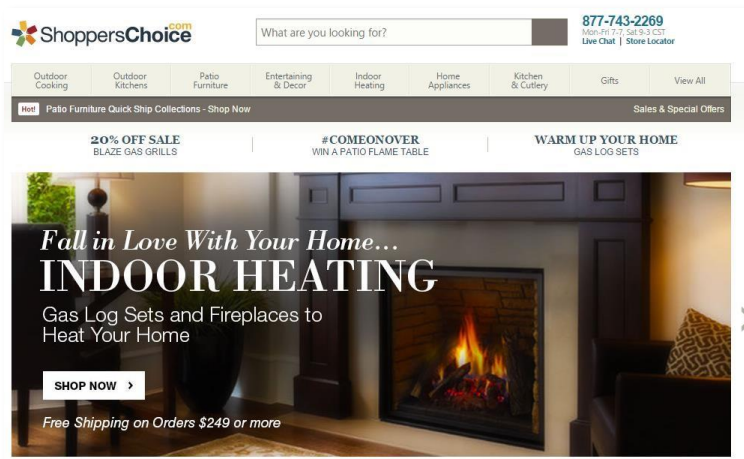 ShoppersChoice.com
What are you looking for?
877-743-2269
Mon-Fri 7-7, Sat 9-3 CST
Live Chat | Store Locator
Outdoor Cooking
Outdoor Kitchens
Patio Furniture
Entertaining & Decor
Indoor Heating
Home Appliances
Kitchen & Cutlery
Gifts
View All
Hot! Patio Furniture Quick Ship Collections - Shop Now
Sales & Special Offers
20% OFF SALE
BLAZE GAS GRILLS
#COMEONOVER
WIN A PATIO FLAME TABLE
WARM UP YOUR HOME
GAS LOG SETS
Fall in Love With Your Home...
INDOOR HEATING
Gas Log Sets and Fireplaces to
Heat Your Home
SHOP NOW >
Free Shipping on Orders $249 or more